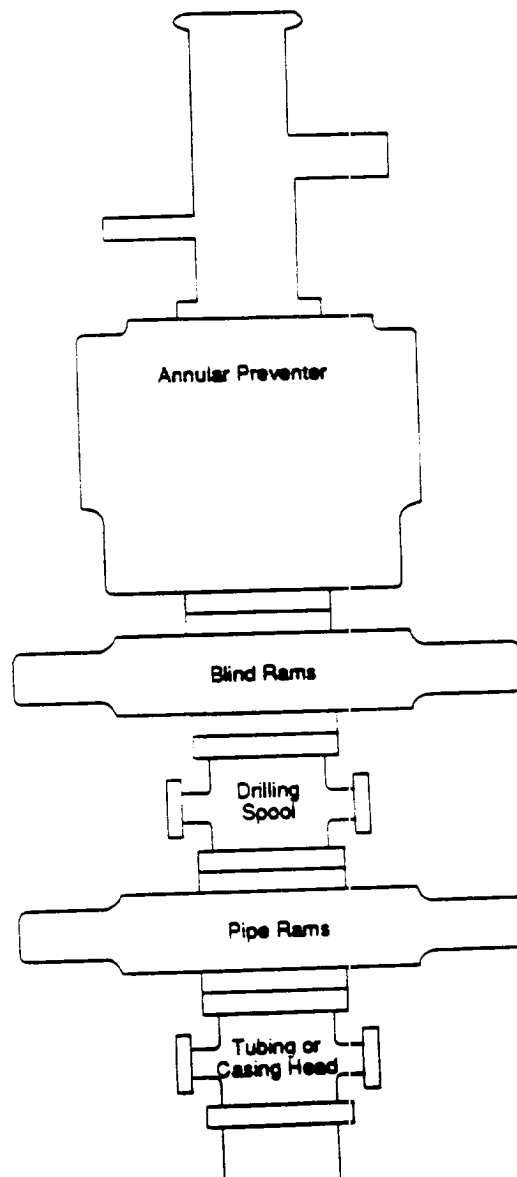 Annular Preventer
Blind Rams
Drilling
Spool
Pipe Rams
Tubing or
Casing Head